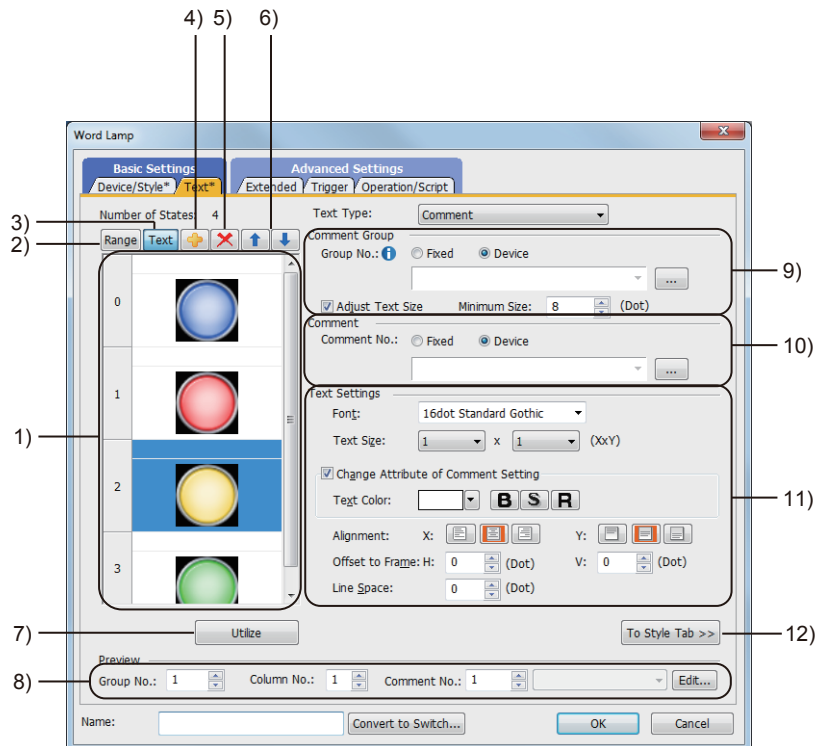 4) 5) 6)
Word Lamp
Basic Settings Advanced Settings
Device/Style* Text* Extended Trigger Operation/Script
Number of States: 4 Text Type: Comment
3)
2) Range Text
Comment Group
Group No.: Fixed Device
...
9)
0
Adjust Text Size Minimum Size: 8 (Dot)
Comment
Comment No.: Fixed Device
10)
...
1
Text Settings
Font: 16dot Standard Gothic
1)
Text Size: 1 x 1 (XxY)
Change Attribute of Comment Setting
2
Text Color: B S R
11)
Alignment: X: Y:
Offset to Frame: H: 0 (Dot) V: 0 (Dot)
3
Line Space: 0 (Dot)
7) Utilize To Style Tab >> 12)
Preview
8) Group No.: 1 Column No.: 1 Comment No.: 1 Edit...
Name: Convert to Switch... OK Cancel